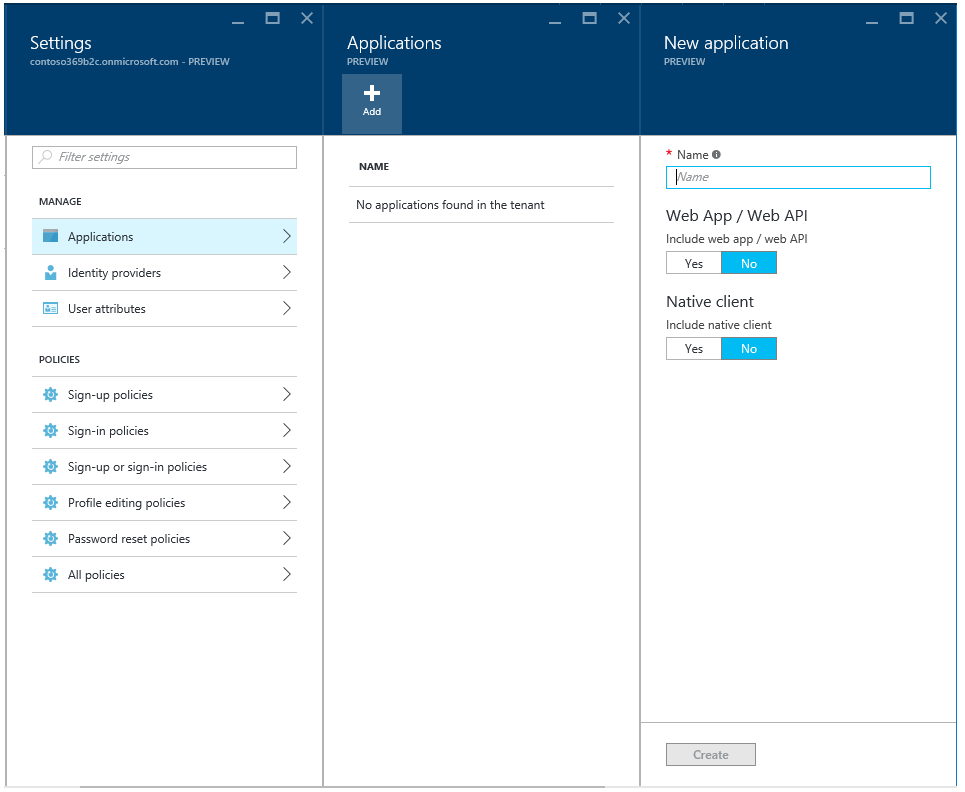 Settings
contoso369b2c.onmicrosoft.com - PREVIEW
Filter settings
MANAGE
Applications
Identity providers
User attributes
POLICIES
Sign-up policies
Sign-in policies
Sign-up or sign-in policies
Profile editing policies
Password reset policies
All policies
Applications
PREVIEW
Add
NAME
No applications found in the tenant
New application
PREVIEW
* Name
Name
Web App / Web API
Include web app / web API
Yes No
Native client
Include native client
Yes No
Create